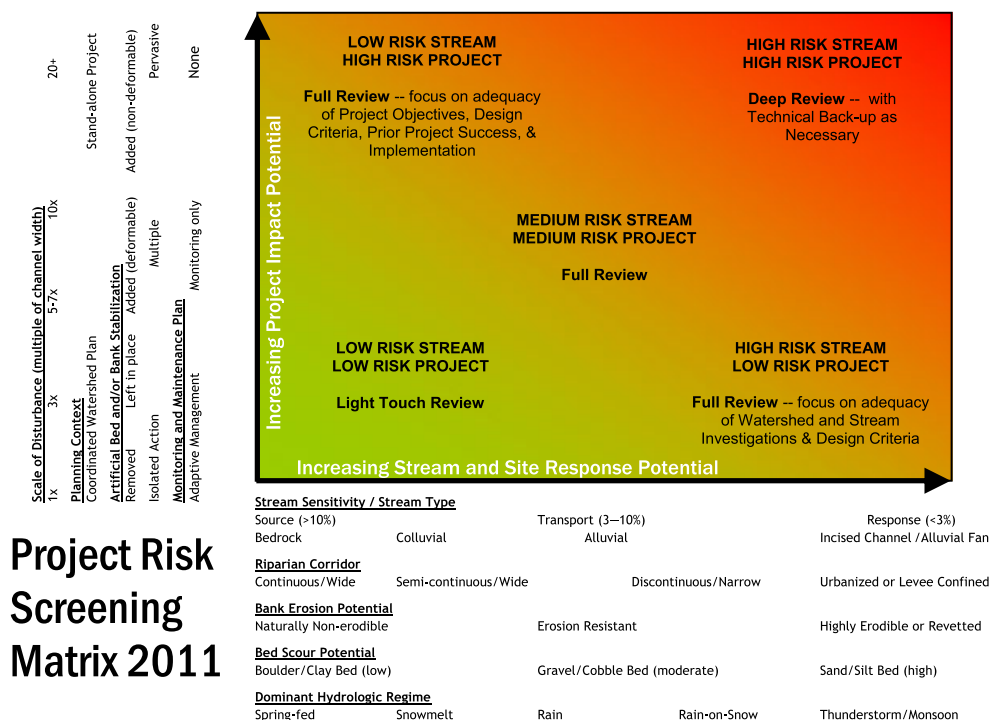 Scale of Disturbance (multiple of channel width)
1x 3x 5-7x 10x 20+
Planning Context
Coordinated Watershed Plan Stand-alone Project
Artificial Bed and/or Bank Stabilization
Removed Left in place Added (deformable) Added (non-deformable)
Isolated Action Multiple Pervasive
Monitoring and Maintenance Plan
Adaptive Management Monitoring only None
Increasing Project Impact Potential
LOW RISK STREAM
HIGH RISK PROJECT
Full Review -- focus on adequacy
of Project Objectives, Design
Criteria, Prior Project Success, &
Implementation
HIGH RISK STREAM
HIGH RISK PROJECT
Deep Review -- with
Technical Back-up as
Necessary
MEDIUM RISK STREAM
MEDIUM RISK PROJECT
Full Review
LOW RISK STREAM
LOW RISK PROJECT
Light Touch Review
HIGH RISK STREAM
LOW RISK PROJECT
Full Review -- focus on adequacy
of Watershed and Stream
Investigations & Design Criteria
Increasing Stream and Site Response Potential
Project Risk
Screening
Matrix 2011
Stream Sensitivity / Stream Type
Source (>10%) Transport (3—10%) Response (<3%)
Bedrock Colluvial Alluvial Incised Channel /Alluvial Fan
Riparian Corridor
Continuous/Wide Semi-continuous/Wide Discontinuous/Narrow Urbanized or Levee Confined
Bank Erosion Potential
Naturally Non-erodible Erosion Resistant Highly Erodible or Revetted
Bed Scour Potential
Boulder/Clay Bed (low) Gravel/Cobble Bed (moderate) Sand/Silt Bed (high)
Dominant Hydrologic Regime
Spring-fed Snowmelt Rain Rain-on-Snow Thunderstorm/Monsoon